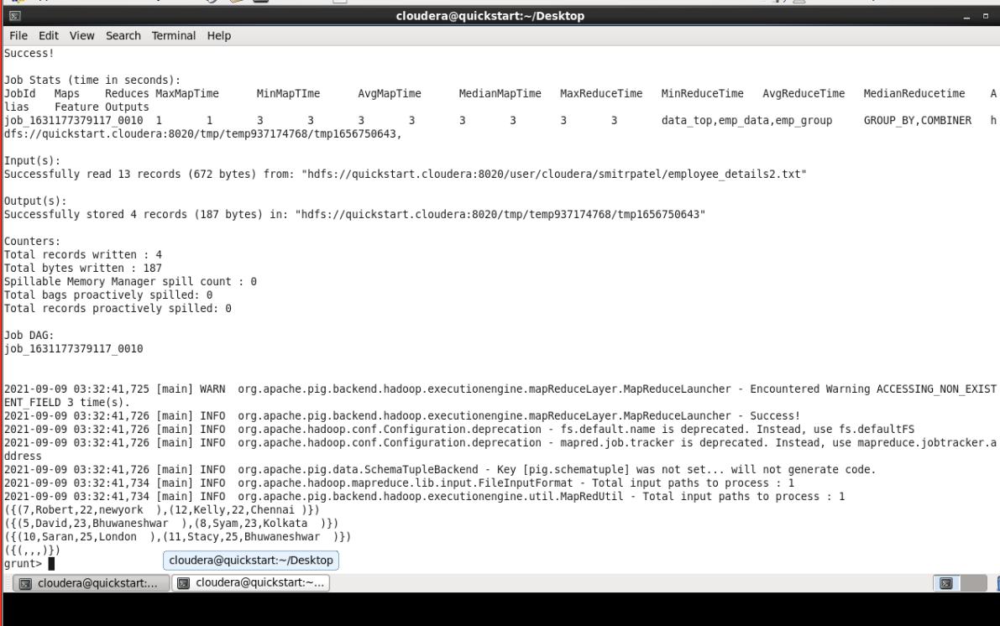 cloudera@quickstart:~/Desktop
File Edit View Search Terminal Help
Success!
Job Stats (time in seconds):
JobId   Maps    Reduces MaxMapTime      MinMapTIme      AvgMapTime      MedianMapTime   MaxReduceTime   MinReduceTime   AvgReduceTime   MedianReducetime        A
lias    Feature Outputs
job_1631177379117_0010  1       1       3       3       3       3       3       3       3       3       data_top,emp_data,emp_group     GROUP_BY,COMBINER       h
dfs://quickstart.cloudera:8020/tmp/temp937174768/tmp1656750643,
Input(s):
Successfully read 13 records (672 bytes) from: "hdfs://quickstart.cloudera:8020/user/cloudera/smitrpatel/employee_details2.txt"
Output(s):
Successfully stored 4 records (187 bytes) in: "hdfs://quickstart.cloudera:8020/tmp/temp937174768/tmp1656750643"
Counters:
Total records written : 4
Total bytes written : 187
Spillable Memory Manager spill count : 0
Total bags proactively spilled: 0
Total records proactively spilled: 0
Job DAG:
job_1631177379117_0010
2021-09-09 03:32:41,725 [main] WARN  org.apache.pig.backend.hadoop.executionengine.mapReduceLayer.MapReduceLauncher - Encountered Warning ACCESSING_NON_EXIST
ENT_FIELD 3 time(s).
2021-09-09 03:32:41,726 [main] INFO  org.apache.pig.backend.hadoop.executionengine.mapReduceLayer.MapReduceLauncher - Success!
2021-09-09 03:32:41,726 [main] INFO  org.apache.hadoop.conf.Configuration.deprecation - fs.default.name is deprecated. Instead, use fs.defaultFS
2021-09-09 03:32:41,726 [main] INFO  org.apache.hadoop.conf.Configuration.deprecation - mapred.job.tracker is deprecated. Instead, use mapreduce.jobtracker.a
ddress
2021-09-09 03:32:41,726 [main] INFO  org.apache.pig.data.SchemaTupleBackend - Key [pig.schematuple] was not set... will not generate code.
2021-09-09 03:32:41,734 [main] INFO  org.apache.hadoop.mapreduce.lib.input.FileInputFormat - Total input paths to process : 1
2021-09-09 03:32:41,734 [main] INFO  org.apache.pig.backend.hadoop.executionengine.util.MapRedUtil - Total input paths to process : 1
({(7,Robert,22,newyork  ),(12,Kelly,22,Chennai )})
({(5,David,23,Bhuwaneshwar  ),(8,Syam,23,Kolkata  )})
({(10,Saran,25,London  ),(11,Stacy,25,Bhuwaneshwar  )})
({(,,,)})
grunt>
cloudera@quickstart:~/Desktop
cloudera@quickstart:... cloudera@quickstart:~...